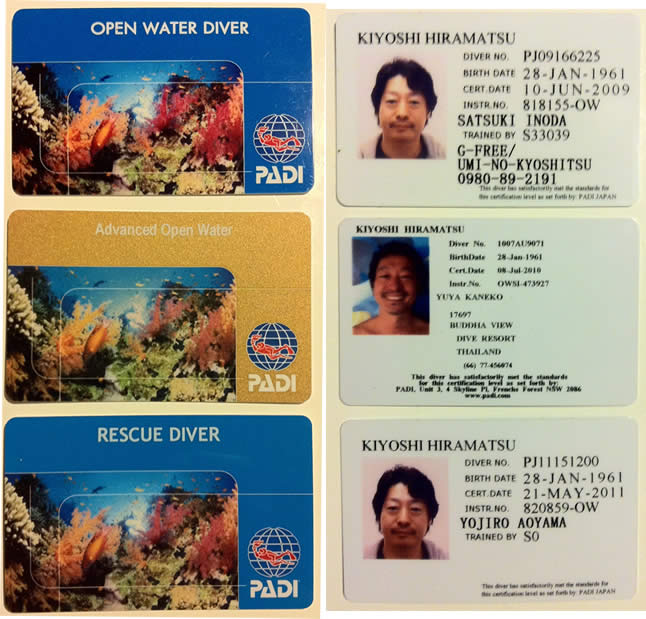 OPEN WATER DIVER
PADI
KIYOSHI HIRAMATSU
DIVER NO. PJ09166225
BIRTH DATE 28-JAN-1961
CERT.DATE 10-JUN-2009
INSTR.NO. 818155-OW
SATSUKI INODA
TRAINED BY S33039
G-FREE/
UMI-NO-KYOSHITSU
0980-89-2191
This diver has satisfactorily met the standards for
this certification level as set forth by: PADI JAPAN
Advanced Open Water
PADI
KIYOSHI HIRAMATSU
Diver No. 1007AU9071
BirthDate 28-Jan-1961
Cert.Date 08-Jul-2010
Instr.No. OWSI-473927
YUYA KANEKO
17697
BUDDHA VIEW
DIVE RESORT
THAILAND
(66) 77-456074
This diver has satisfactorily met the standards
for this certification level as set forth by:
PADI, Unit 3, 4 Skyline Pl, Frenchs Forest NSW 2086
www.padi.com
RESCUE DIVER
PADI
KIYOSHI HIRAMATSU
DIVER NO. PJ11151200
BIRTH DATE 28-JAN-1961
CERT.DATE 21-MAY-2011
INSTR.NO. 820859-OW
YOJIRO AOYAMA
TRAINED BY S0
This diver has satisfactorily met the standards for
this certification level as set forth by: PADI JAPAN